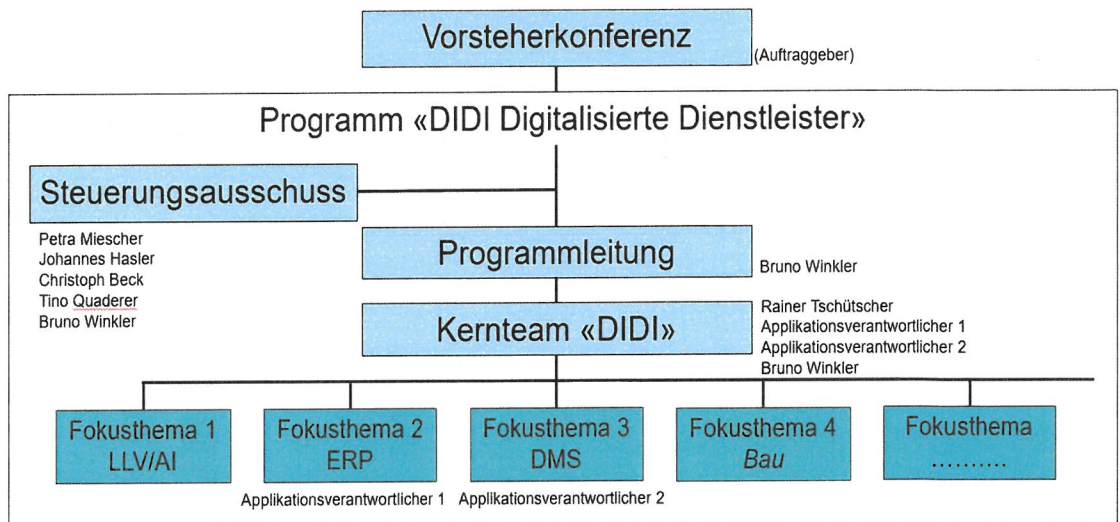 Vorsteherkonferenz
(Auftraggeber)
Programm «DIDI Digitalisierte Dienstleister»
Steuerungsausschuss
Petra Miescher
Johannes Hasler
Christoph Beck
Tino Quaderer
Bruno Winkler
Programmleitung
Bruno Winkler
Kernteam «DIDI»
Rainer Tschütscher
Applikationsverantwortlicher 1
Applikationsverantwortlicher 2
Bruno Winkler
Fokusthema 1
LLV/AI
Fokusthema 2
ERP
Applikationsverantwortlicher 1
Fokusthema 3
DMS
Applikationsverantwortlicher 2
Fokusthema 4
Bau
Fokusthema
..........